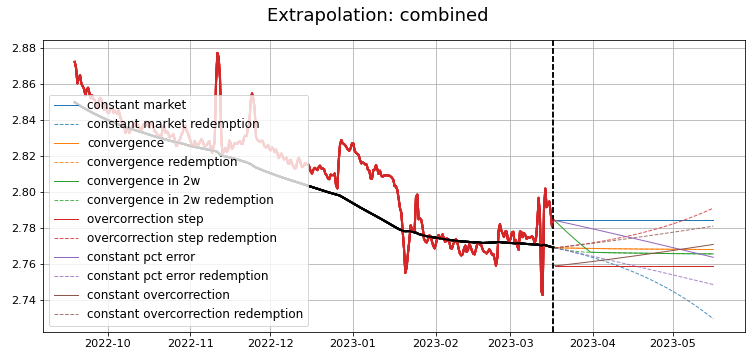 Extrapolation: combined
2.88
2.86
2.84
2.82
2.80
2.78
2.76
2.74
constant market
constant market redemption
convergence
convergence redemption
convergence in 2w
convergence in 2w redemption
overcorrection step
overcorrection step redemption
constant pct error
constant pct error redemption
constant overcorrection
constant overcorrection redemption
2022-10 2022-11 2022-12 2023-01 2023-02 2023-03 2023-04 2023-05